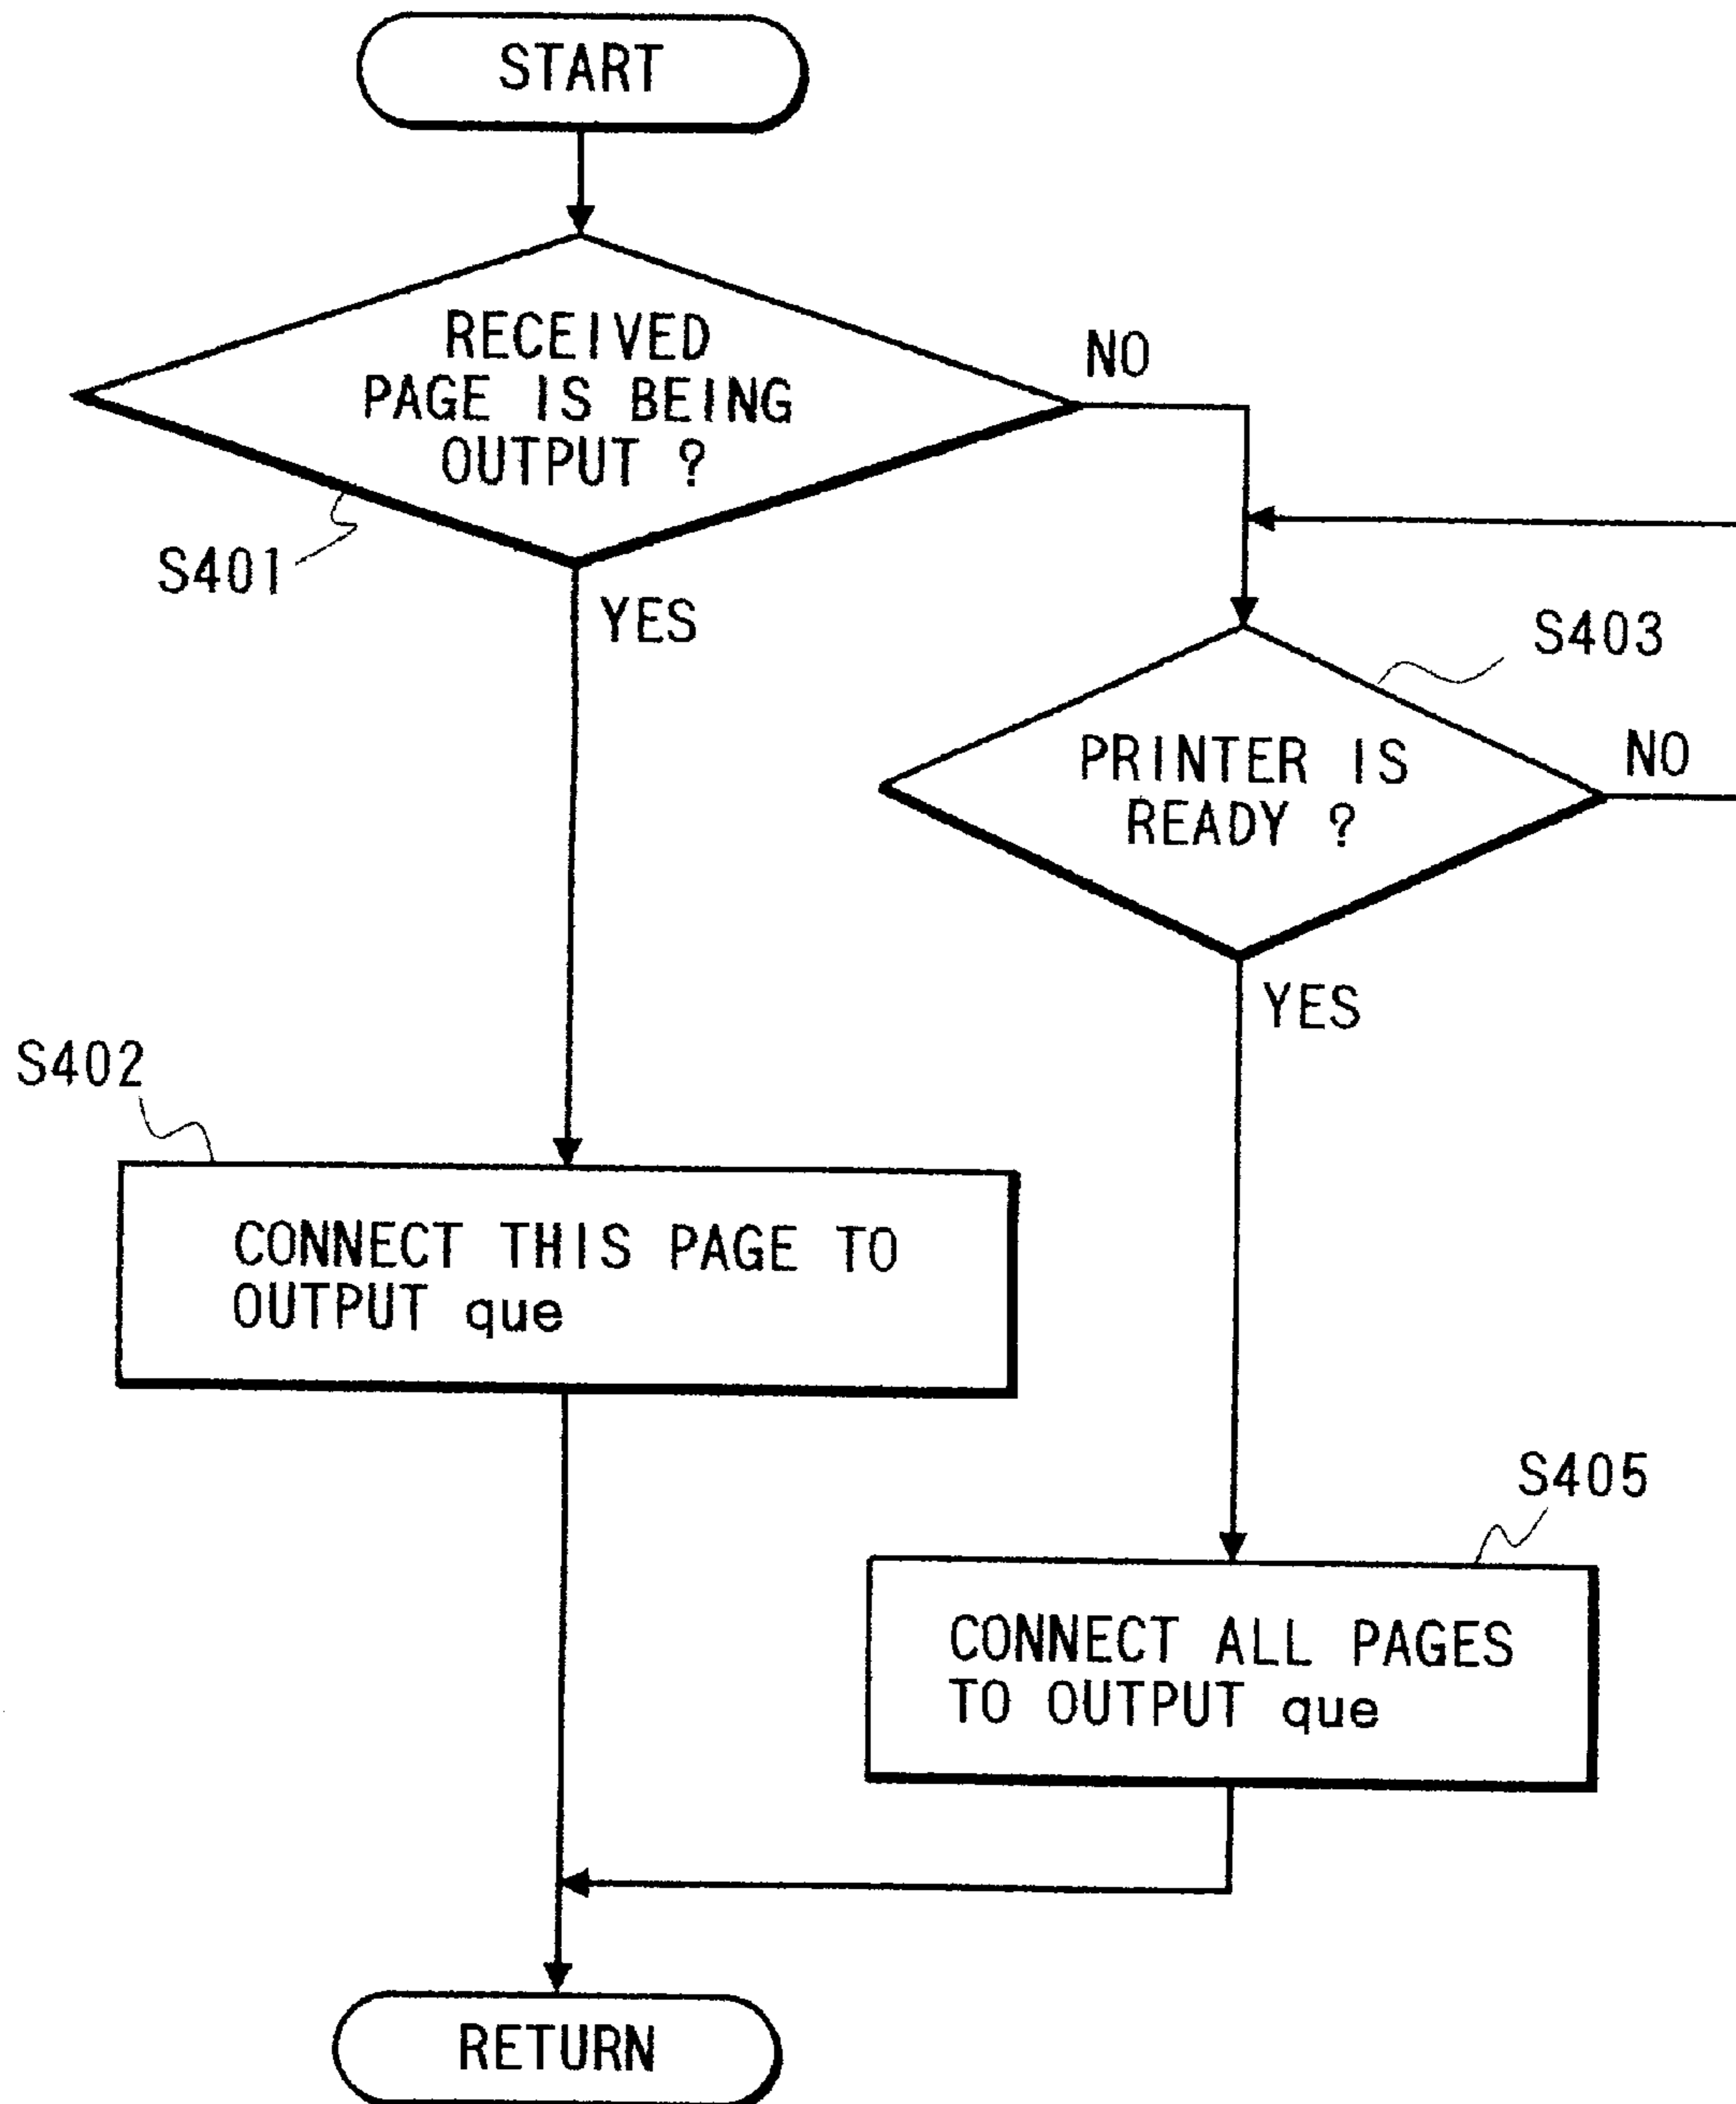 START
RECEIVED
PAGE IS BEING
OUTPUT ?
NO
S401
YES
S403
PRINTER IS
READY ?
NO
YES
S402
CONNECT THIS PAGE TO
OUTPUT que
S405
CONNECT ALL PAGES
TO OUTPUT que
RETURN